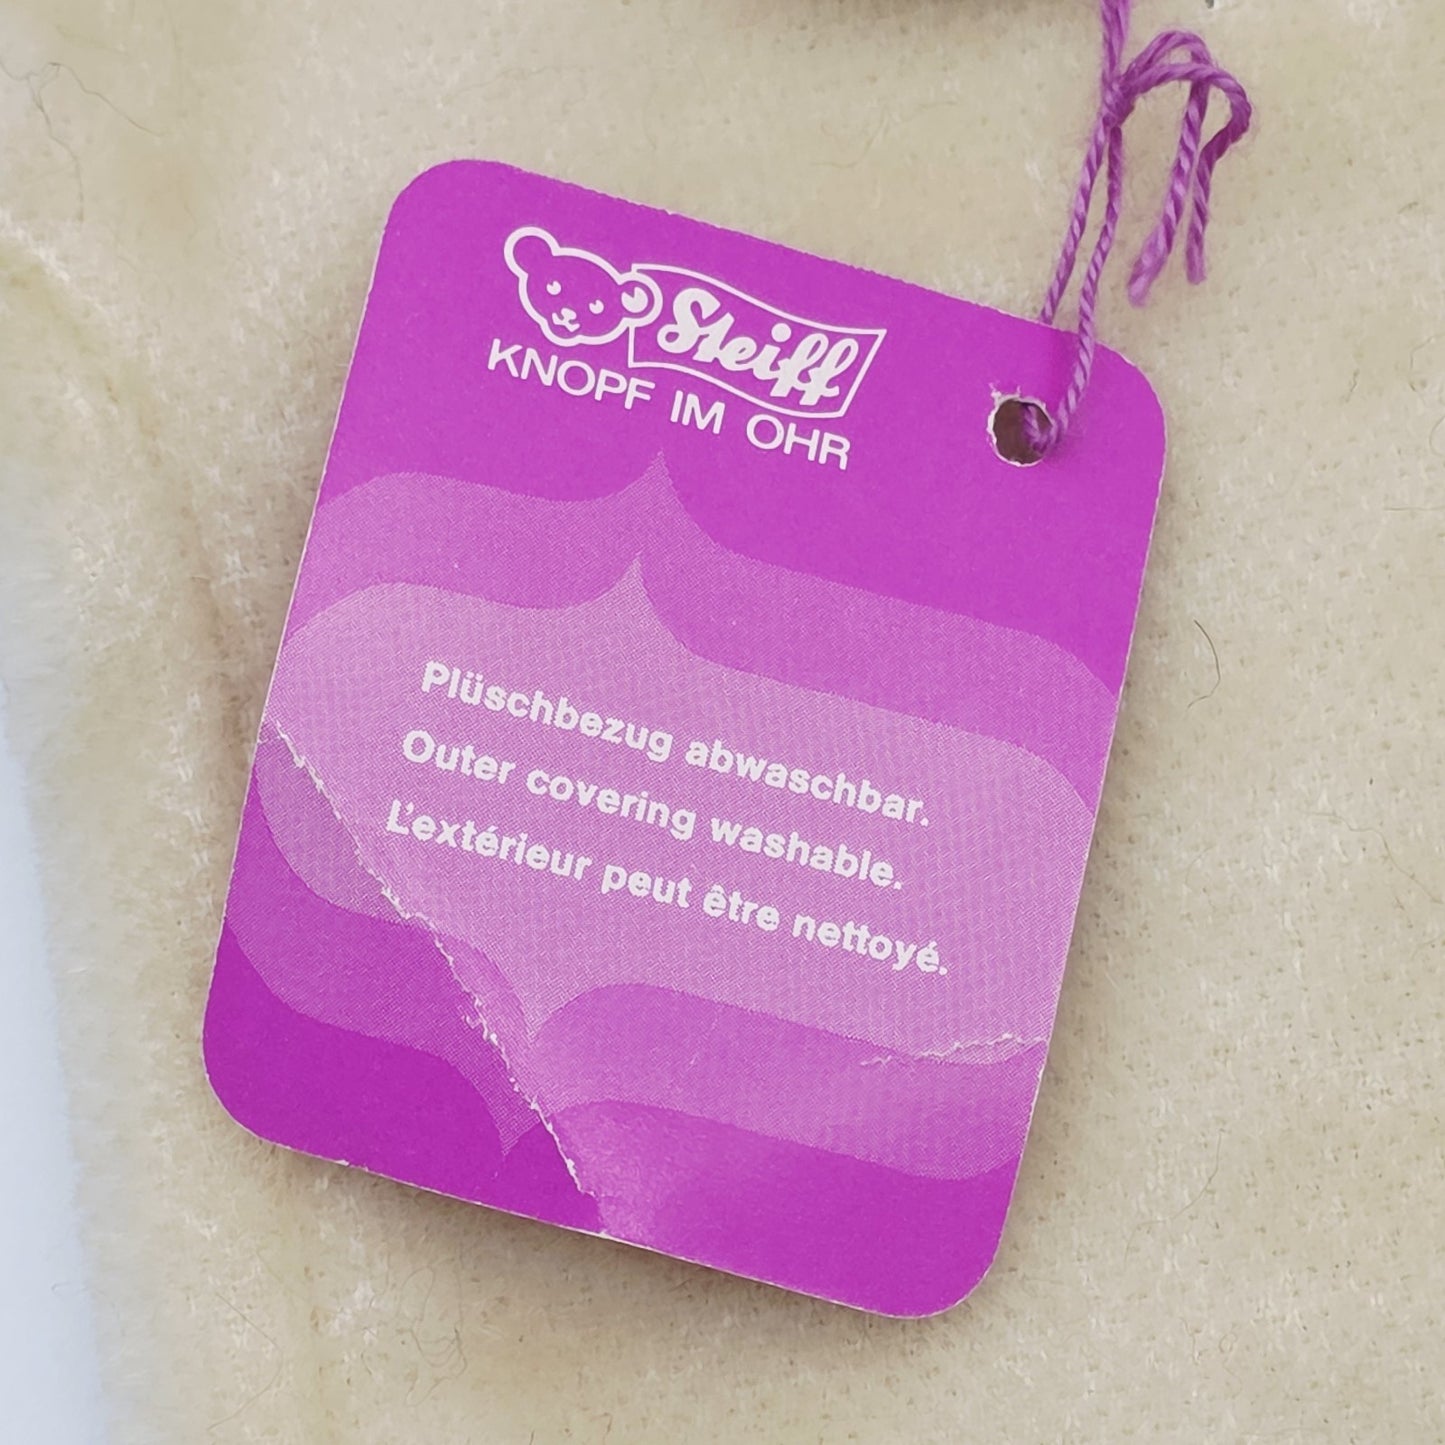 Steiff
KNOPF IM OHR
Plüschbezug abwaschbar.
Outer covering washable.
L'extérieur peut être nettoyé.